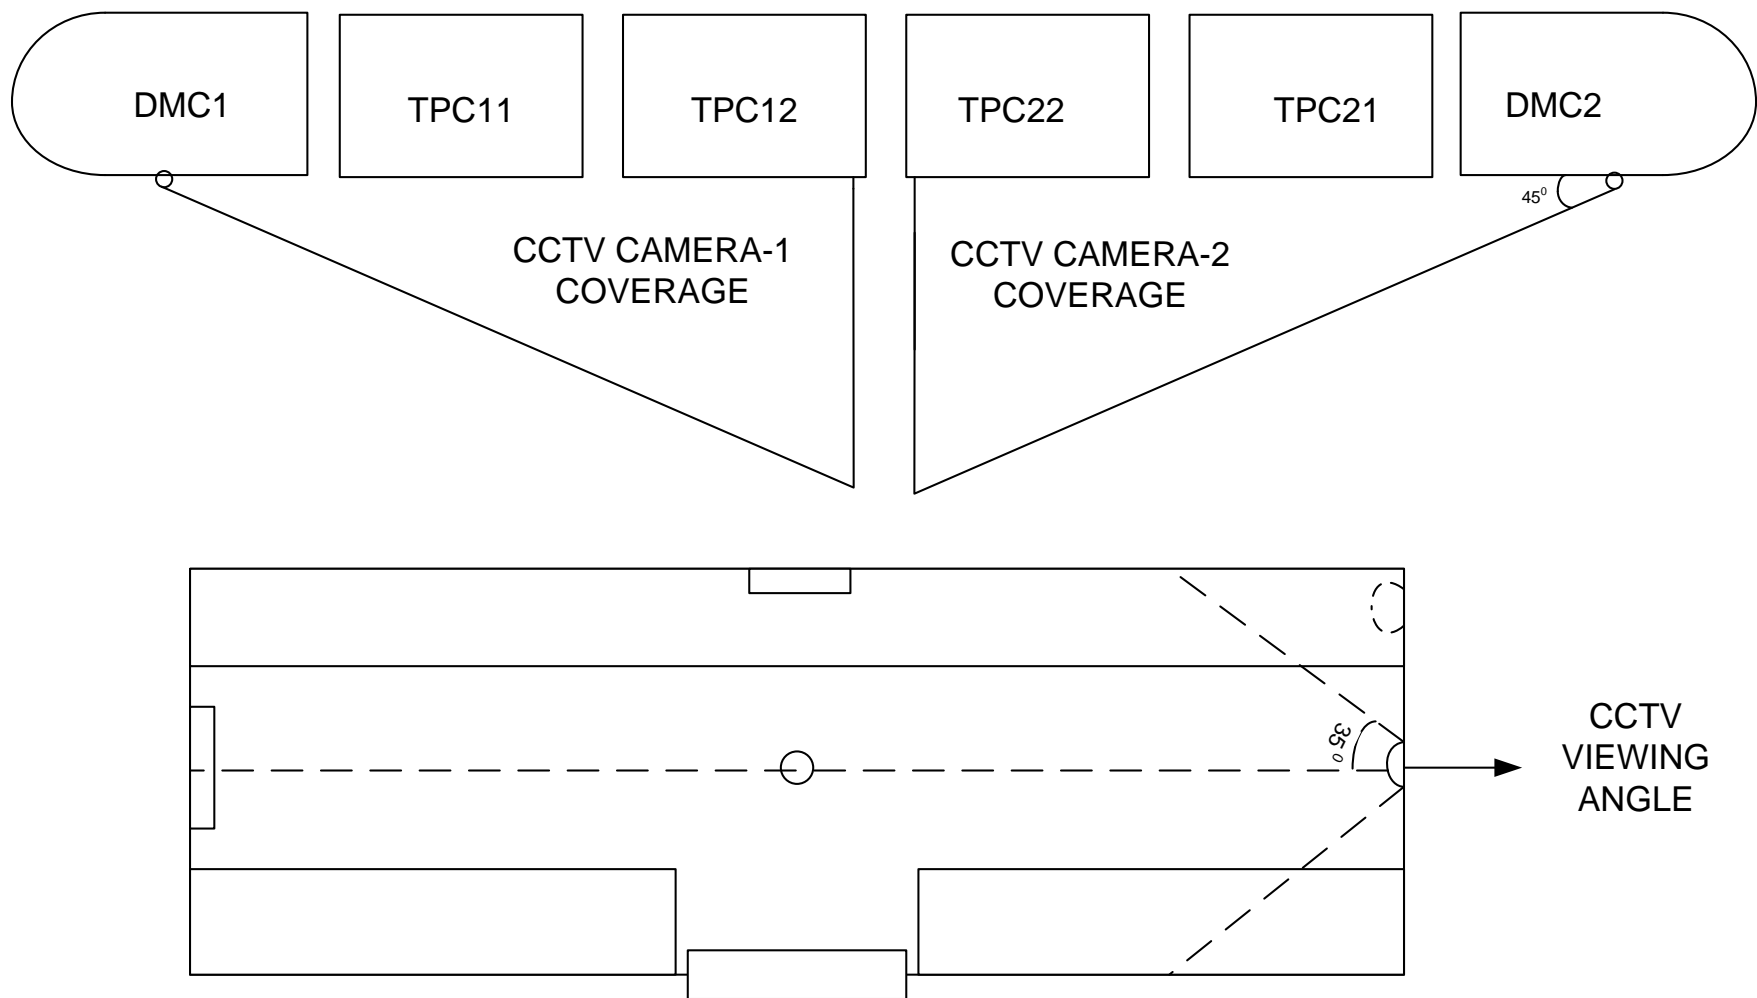 DMC1
TPC11
TPC12
TPC22
TPC21
DMC2
45⁰
CCTV CAMERA-1
COVERAGE
CCTV CAMERA-2
COVERAGE
35⁰
CCTV
VIEWING
ANGLE